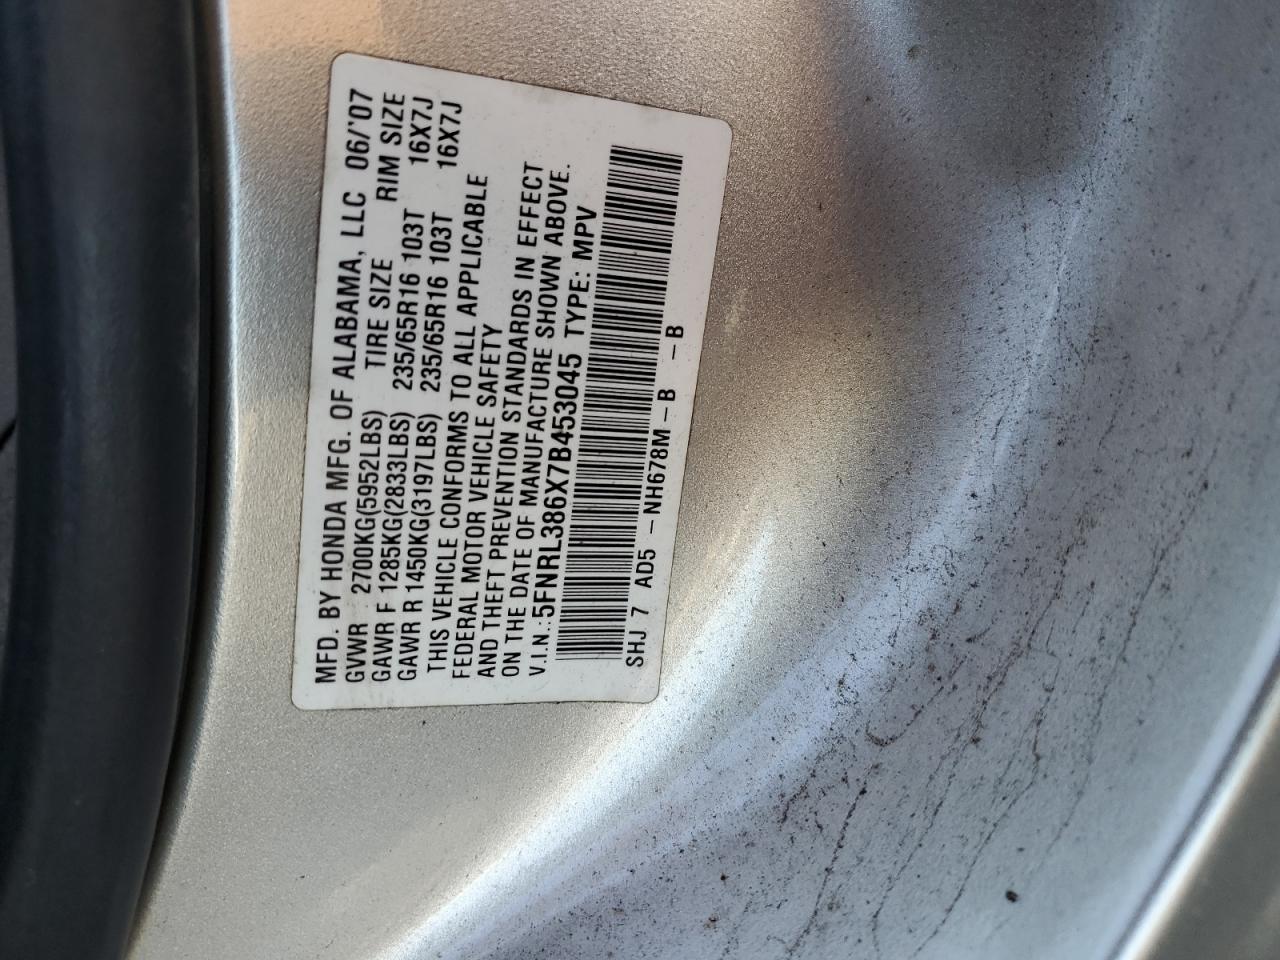 MFD. BY HONDA MFG. OF ALABAMA, LLC 06/'07
GVWR 2700KG(5952LBS) TIRE SIZE RIM SIZE
GAWR F 1285KG(2833LBS) 235/65R16 103T 16X7J
GAWR R 1450KG(3197LBS) 235/65R16 103T 16X7J
THIS VEHICLE CONFORMS TO ALL APPLICABLE
FEDERAL MOTOR VEHICLE SAFETY
AND THEFT PREVENTION STANDARDS IN EFFECT
ON THE DATE OF MANUFACTURE SHOWN ABOVE.
V.I.N.: 5FNRL386X7B453045 TYPE: MPV
SHJ 7 AD5 - NH678M - B - B